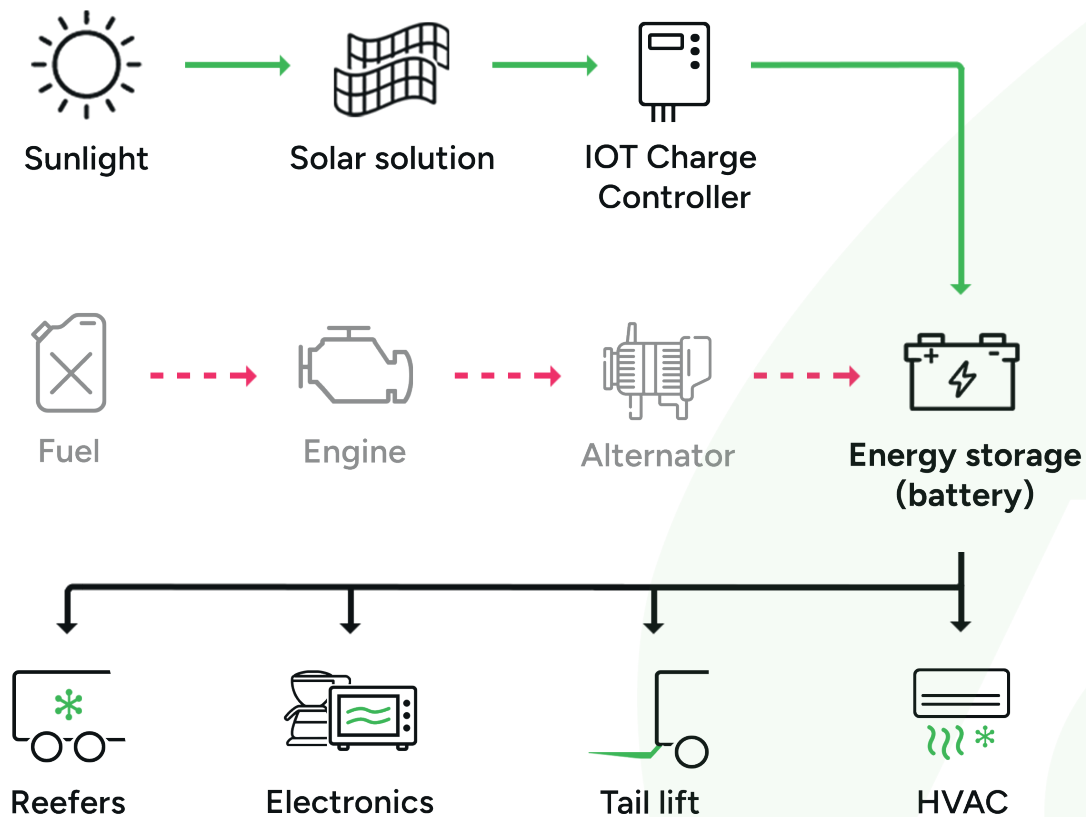 Sunlight
Solar solution
IOT Charge
Controller
Fuel
Engine
Alternator
Energy storage
(battery)
Reefers
Electronics
Tail lift
HVAC